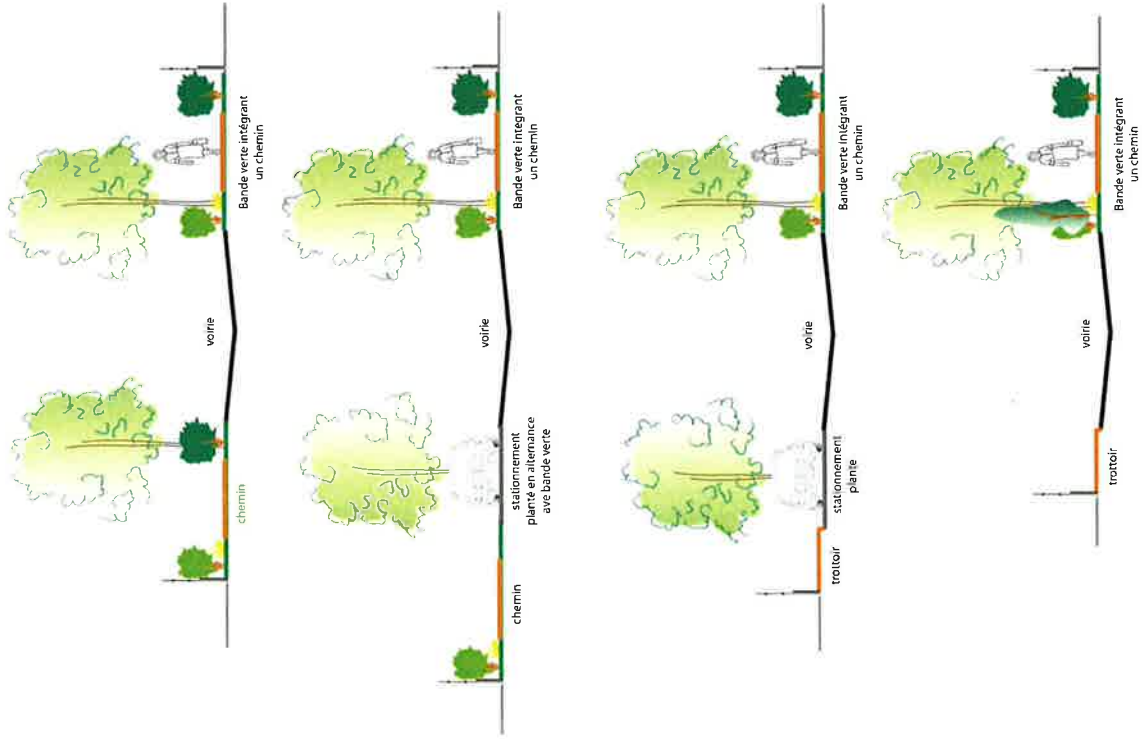 chemin
voirie
Bande verte intégrant
un chemin
chemin
stationnement
planté en alternance
ave bande verte
voirie
Bande verte integrant
un chemin
trottoir
stationnement
planté
voirie
Bande verte intégrant
un chemin
trottoir
voirie
Bande verte intégrant
un chemin